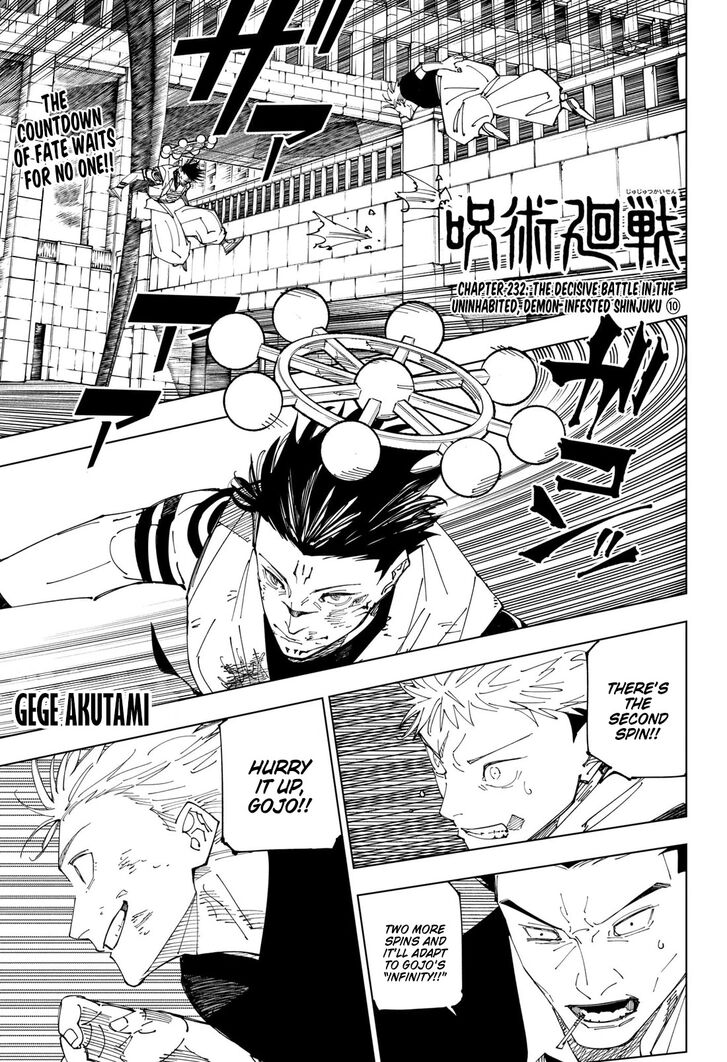 ザッ
THE
COUNTDOWN
OF FATE WAITS
FOR NO ONE!!
じゅじゅつかいせん
呪術廻戦
CHAPTER 232: THE DECISIVE BATTLE IN THE
UNINHABITED, DEMON-INFESTED SHINJUKU ⑩
ガコンッ
GEGE AKUTAMI
THERE'S
THE
SECOND
SPIN!!
HURRY
IT UP,
GOJO!!
TWO MORE
SPINS AND
IT'LL ADAPT
TO GOJO'S
"INFINITY!!"